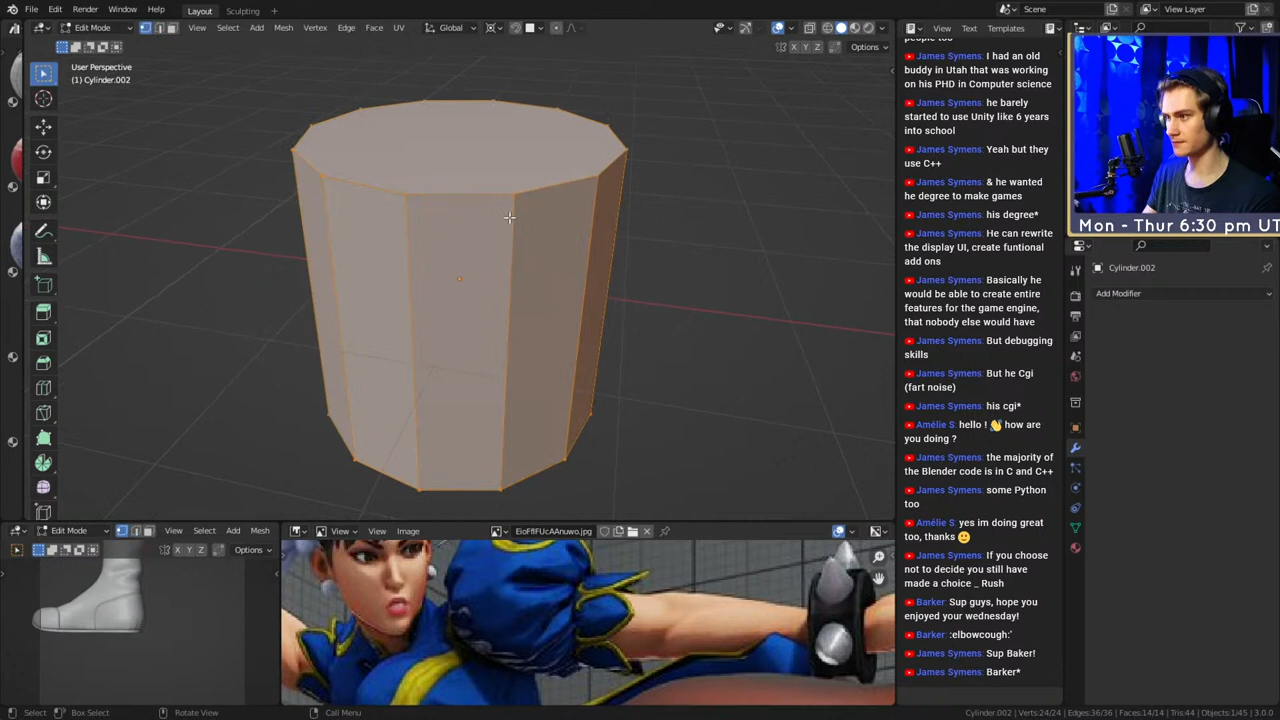 File Edit Render Window Help Layout Sculpting + Scene View Layer
Edit Mode View Select Add Mesh Vertex Edge Face UV Global View Text Templates
X Y Z Options
User Perspective
(1) Cylinder.002
people too
James Symens: I had an old
buddy in Utah that was working
on his PHD in Computer science
James Symens: he barely
started to use Unity like 6 years
into school
James Symens: Yeah but they
use C++
James Symens: & he wanted
he degree to make games
James Symens: his degree*
James Symens: He can rewrite
the display UI, create funtional
add ons
James Symens: Basically he
would be able to create entire
features for the game engine,
that nobody else would have
James Symens: But debugging
skills
James Symens: But he Cgi
(fart noise)
James Symens: his cgi*
Amélie S: hello ! 👋 how are
you doing ?
James Symens: the majority of
the Blender code is in C and C++
James Symens: some Python
too
Amélie S: yes im doing great
too, thanks 🙂
James Symens: If you choose
not to decide you still have
made a choice _ Rush
Barker: Sup guys, hope you
enjoyed your wednesday!
Barker: :elbowcough:'
James Symens: Sup Baker!
James Symens: Barker*
Mon - Thur 6:30 pm UT
Cylinder.002
Add Modifier
Edit Mode View Select Add Mesh
X Y Z Options
View View Image EioFfIFUcAAnuwo.jpg
Select Box Select Rotate View Call Menu
Cylinder.002 | Verts:24/24 | Edges:36/36 | Faces:14/14 | Tris:44 | Objects:1/45 | 3.0.0